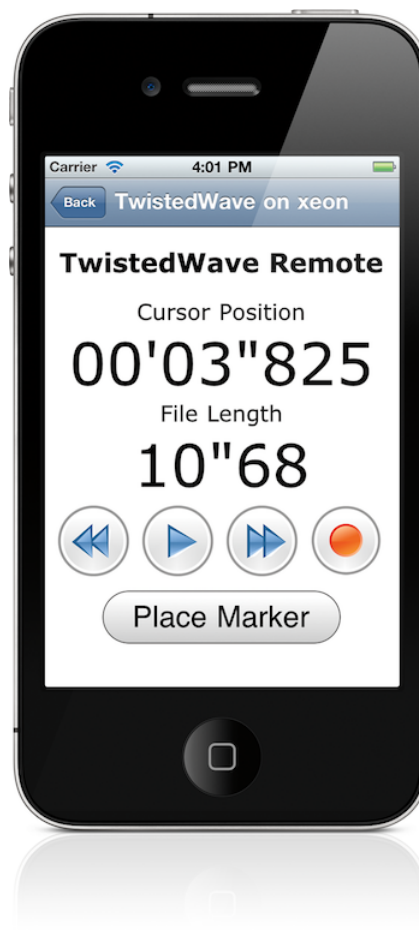 Carrier 4:01 PM
Back TwistedWave on xeon
TwistedWave Remote
Cursor Position
00'03"825
File Length
10"68
Place Marker